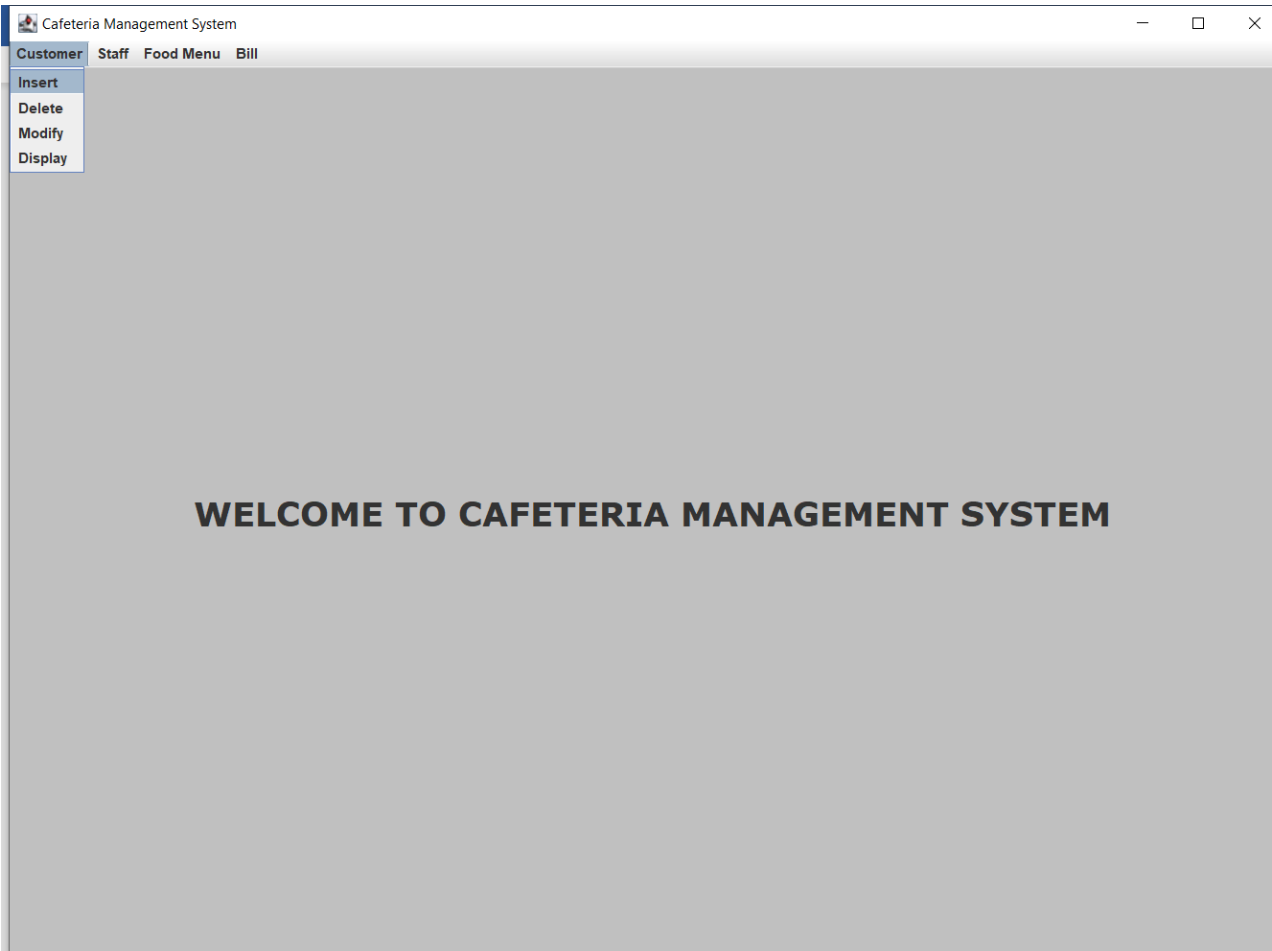 Cafeteria Management System
Customer Staff Food Menu Bill
Insert
Delete
Modify
Display
WELCOME TO CAFETERIA MANAGEMENT SYSTEM